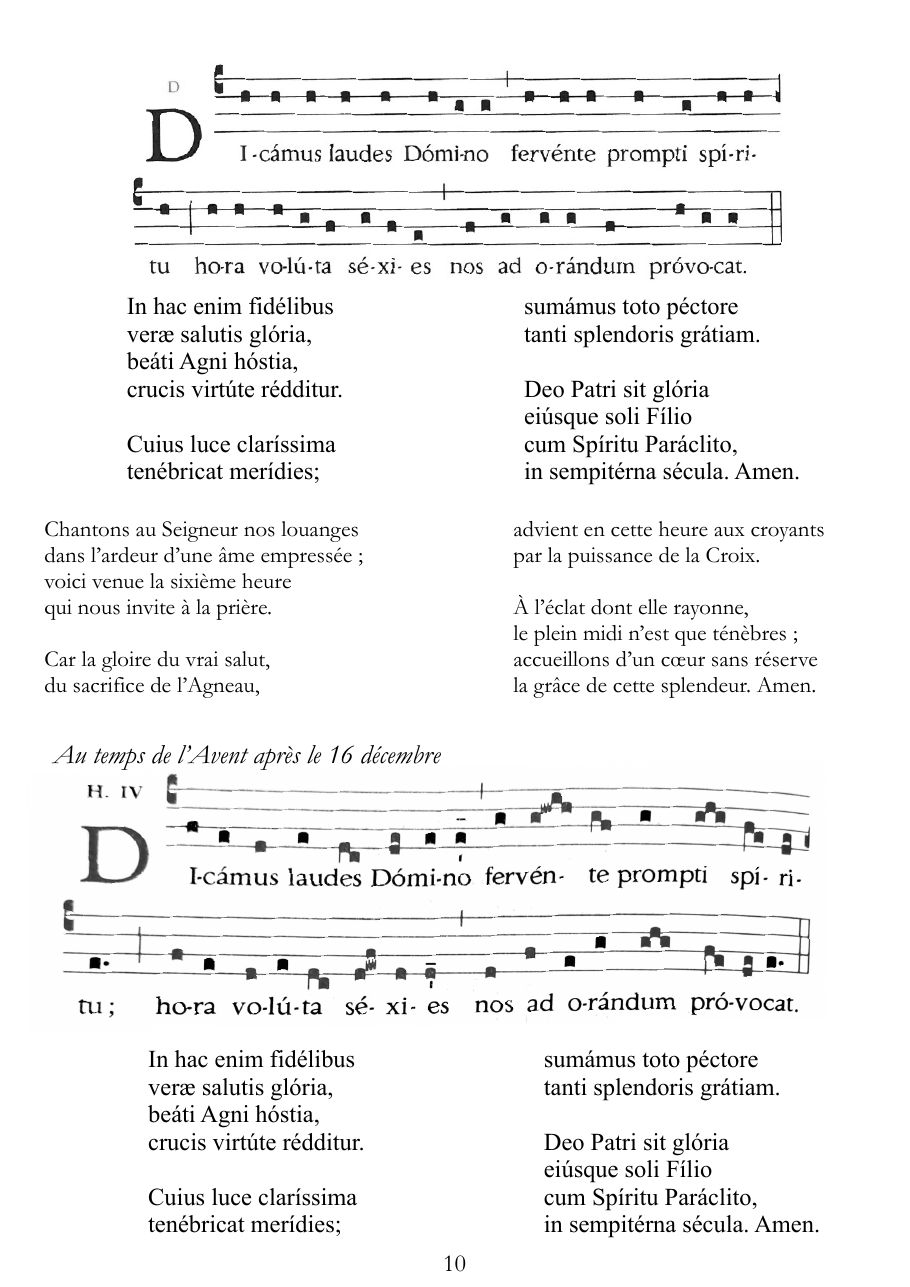 D
DI-cámus laudes Dómi-no fervénte prompti spí-ri-
tu ho-ra vo-lú-ta sé-xi-es nos ad o-rándum próvo-cat.
In hac enim fidélibus
veræ salutis glória,
beáti Agni hóstia,
crucis virtúte rédditur.
Cuius luce claríssima
tenébricat merídies;
sumámus toto péctore
tanti splendoris grátiam.
Deo Patri sit glória
eiúsque soli Fílio
cum Spíritu Paráclito,
in sempitérna sécula. Amen.
Chantons au Seigneur nos louanges
dans l’ardeur d’une âme empressée ;
voici venue la sixième heure
qui nous invite à la prière.
Car la gloire du vrai salut,
du sacrifice de l’Agneau,
advient en cette heure aux croyants
par la puissance de la Croix.
À l’éclat dont elle rayonne,
le plein midi n’est que ténèbres ;
accueillons d’un cœur sans réserve
la grâce de cette splendeur. Amen.
Au temps de l’Avent après le 16 décembre
H. IV
DI-cámus laudes Dómi-no fervén- te prompti spí- ri-
tu; ho-ra vo-lú-ta sé- xi- es nos ad o-rándum pró-vocat.
In hac enim fidélibus
veræ salutis glória,
beáti Agni hóstia,
crucis virtúte rédditur.
Cuius luce claríssima
tenébricat merídies;
sumámus toto péctore
tanti splendoris grátiam.
Deo Patri sit glória
eiúsque soli Fílio
cum Spíritu Paráclito,
in sempitérna sécula. Amen.
10